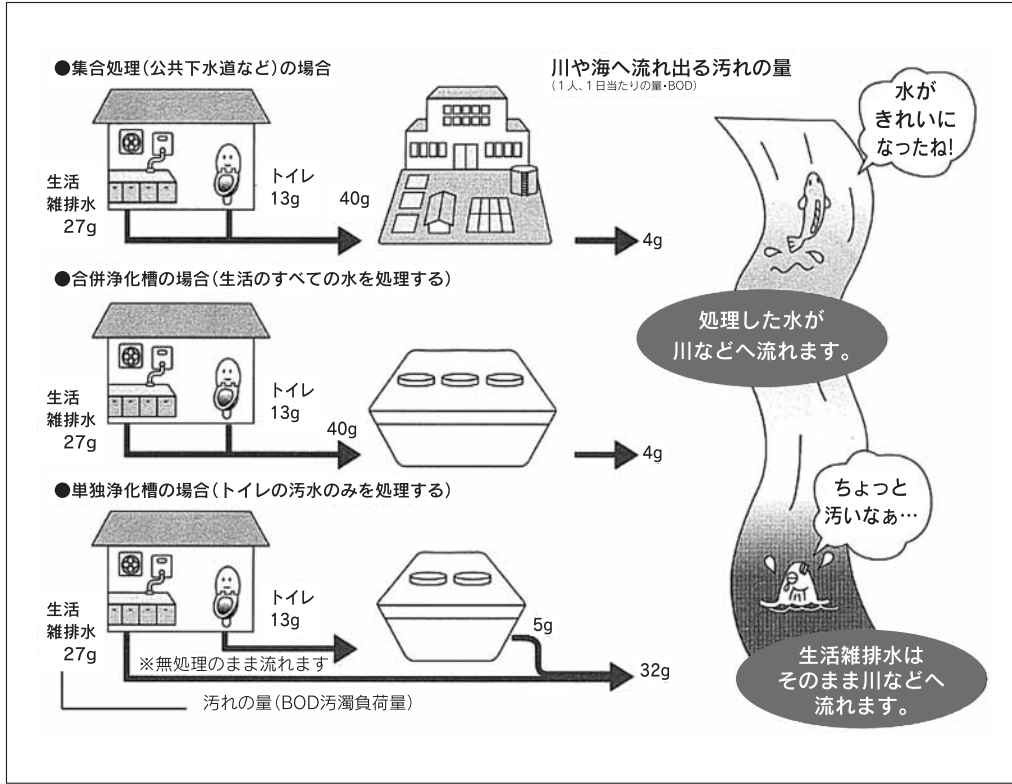 ●集合処理(公共下水道など)の場合
川や海へ流れ出る汚れの量
(1人、1日当たりの量・BOD)
生活
雑排水
27g
トイレ
13g
40g
4g
●合併浄化槽の場合(生活のすべての水を処理する)
生活
雑排水
27g
トイレ
13g
40g
4g
●単独浄化槽の場合(トイレの汚水のみを処理する)
生活
雑排水
27g
トイレ
13g
5g
※無処理のまま流れます
32g
汚れの量(BOD汚濁負荷量)
水が
きれいに
なったね!
処理した水が
川などへ流れます。
ちょっと
汚いなぁ…
生活雑排水は
そのまま川などへ
流れます。